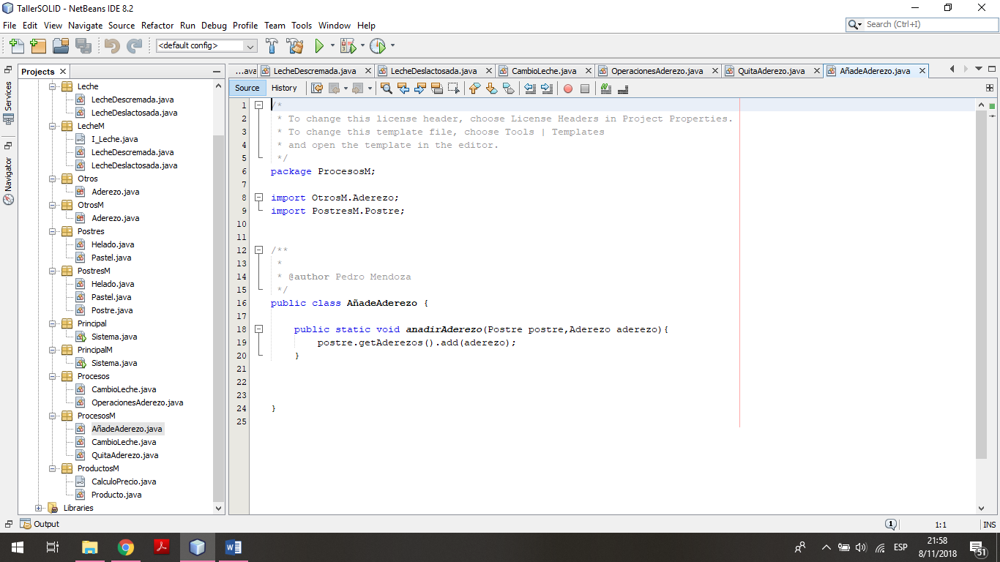 TallerSOLID - NetBeans IDE 8.2
File Edit View Navigate Source Refactor Run Debug Profile Team Tools Window Help
Search (Ctrl+I)
<default config>
Projects
...ava LecheDescremada.java LecheDeslactosada.java CambioLeche.java OperacionesAderezo.java QuitaAderezo.java AñadeAderezo.java
Services
Navigator
Source History
Leche
LecheDescremada.java
LecheDeslactosada.java
LecheM
I_Leche.java
LecheDescremada.java
LecheDeslactosada.java
Otros
Aderezo.java
OtrosM
Aderezo.java
Postres
Helado.java
Pastel.java
PostresM
Helado.java
Pastel.java
Postre.java
Principal
Sistema.java
PrincipalM
Sistema.java
Procesos
CambioLeche.java
OperacionesAderezo.java
ProcesosM
AñadeAderezo.java
CambioLeche.java
QuitaAderezo.java
ProductosM
CalculoPrecio.java
Producto.java
Libraries
1 /*
2 * To change this license header, choose License Headers in Project Properties.
3 * To change this template file, choose Tools | Templates
4 * and open the template in the editor.
5 */
6 package ProcesosM;
7
8 import OtrosM.Aderezo;
9 import PostresM.Postre;
10
11
12 /**
13 *
14 * @author Pedro Mendoza
15 */
16 public class AñadeAderezo {
17
18 public static void anadirAderezo(Postre postre,Aderezo aderezo){
19 postre.getAderezos().add(aderezo);
20 }
21
22
23
24 }
25
Output
1
1:1
INS
ESP
21:58
8/11/2018
51